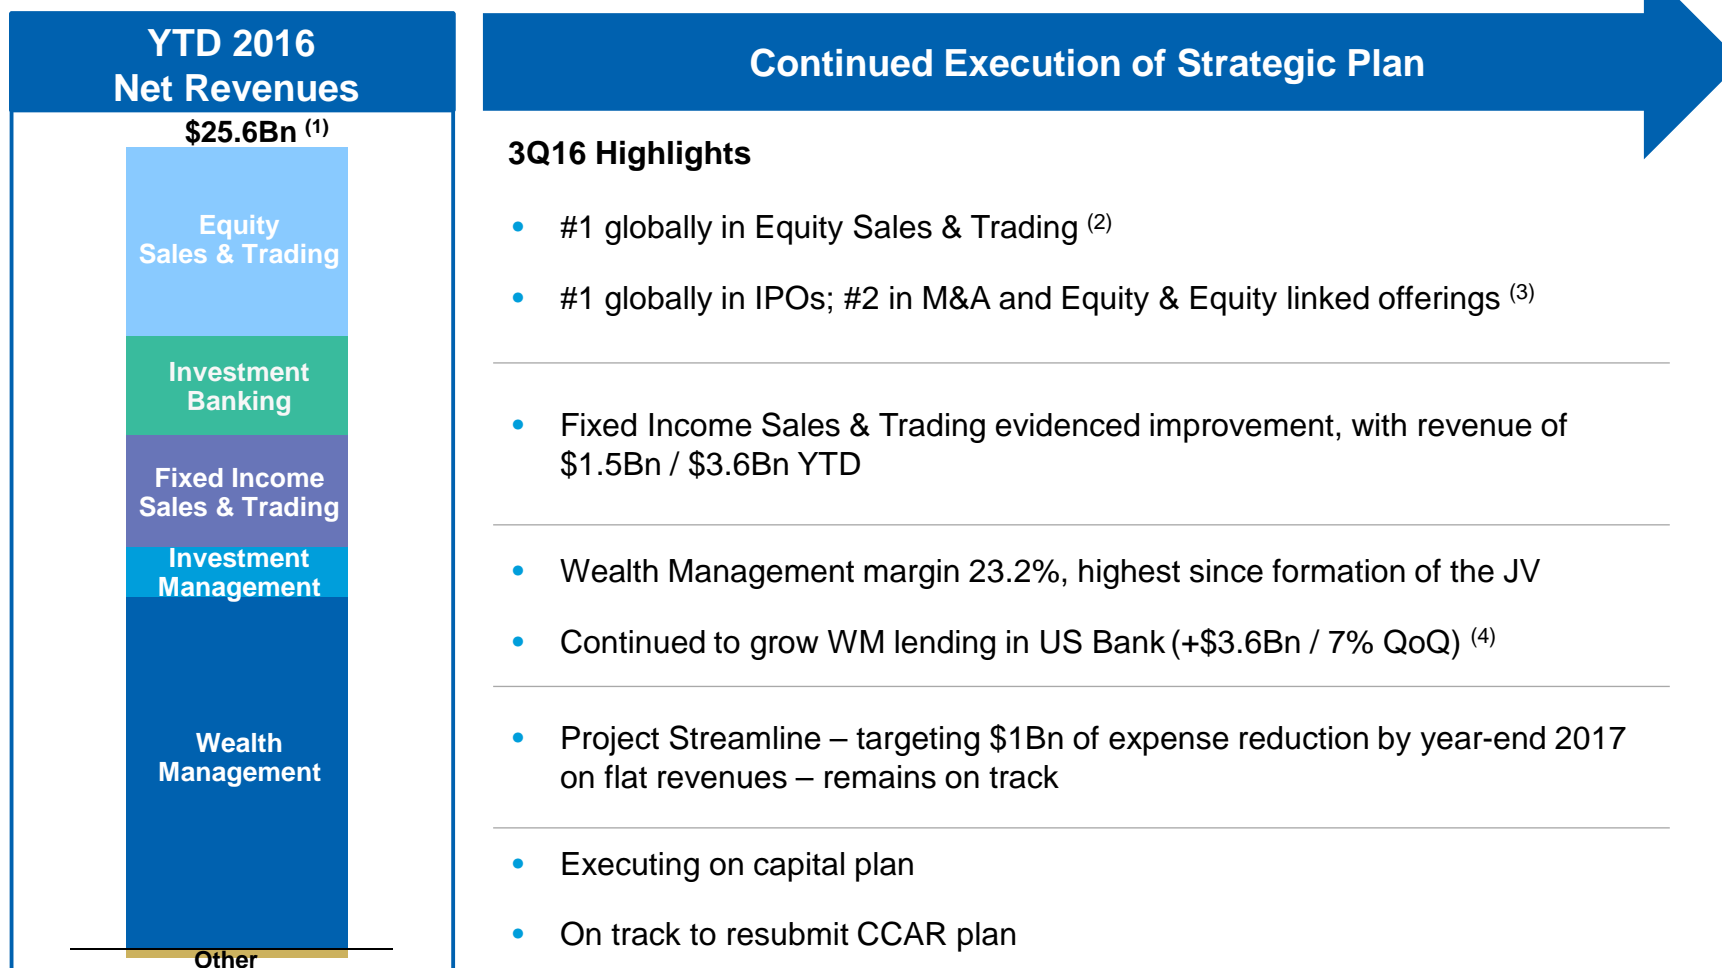 YTD 2016
Net Revenues
$25.6Bn (1)
Equity
Sales & Trading
Investment
Banking
Fixed Income
Sales & Trading
Investment
Management
Wealth
Management
Other
Continued Execution of Strategic Plan
3Q16 Highlights
• #1 globally in Equity Sales & Trading (2)
• #1 globally in IPOs; #2 in M&A and Equity & Equity linked offerings (3)
• Fixed Income Sales & Trading evidenced improvement, with revenue of
$1.5Bn / $3.6Bn YTD
• Wealth Management margin 23.2%, highest since formation of the JV
• Continued to grow WM lending in US Bank (+$3.6Bn / 7% QoQ) (4)
• Project Streamline – targeting $1Bn of expense reduction by year-end 2017
on flat revenues – remains on track
• Executing on capital plan
• On track to resubmit CCAR plan